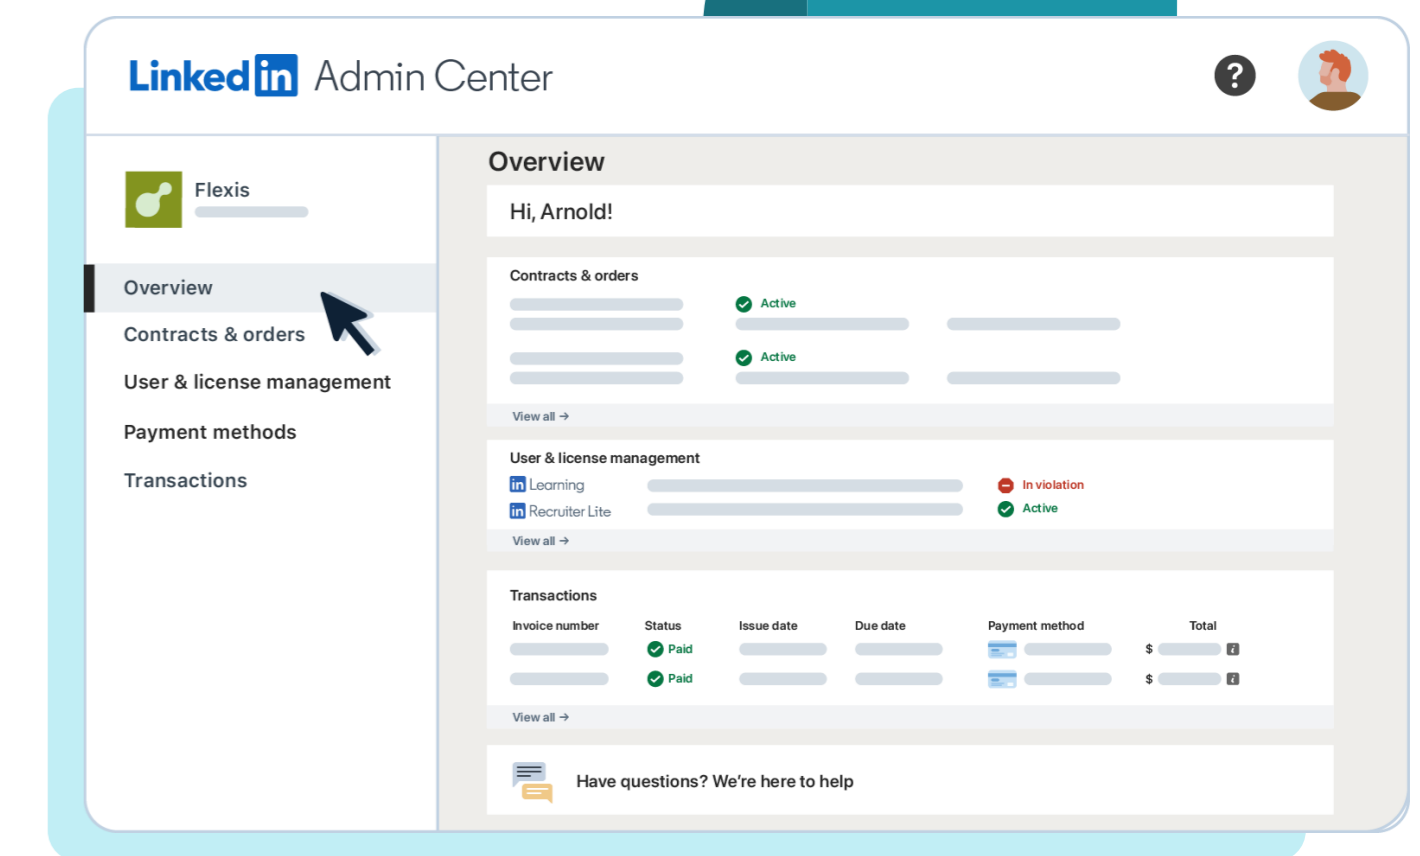 Linkedin Admin Center
?
Flexis
Overview
Contracts & orders
User & license management
Payment methods
Transactions
Overview
Hi, Arnold!
Contracts & orders
Active
Active
View all →
User & license management
in Learning
In violation
in Recruiter Lite
Active
View all →
Transactions
Invoice number Status Issue date Due date Payment method Total
Paid $ i
Paid $ i
View all →
Have questions? We're here to help